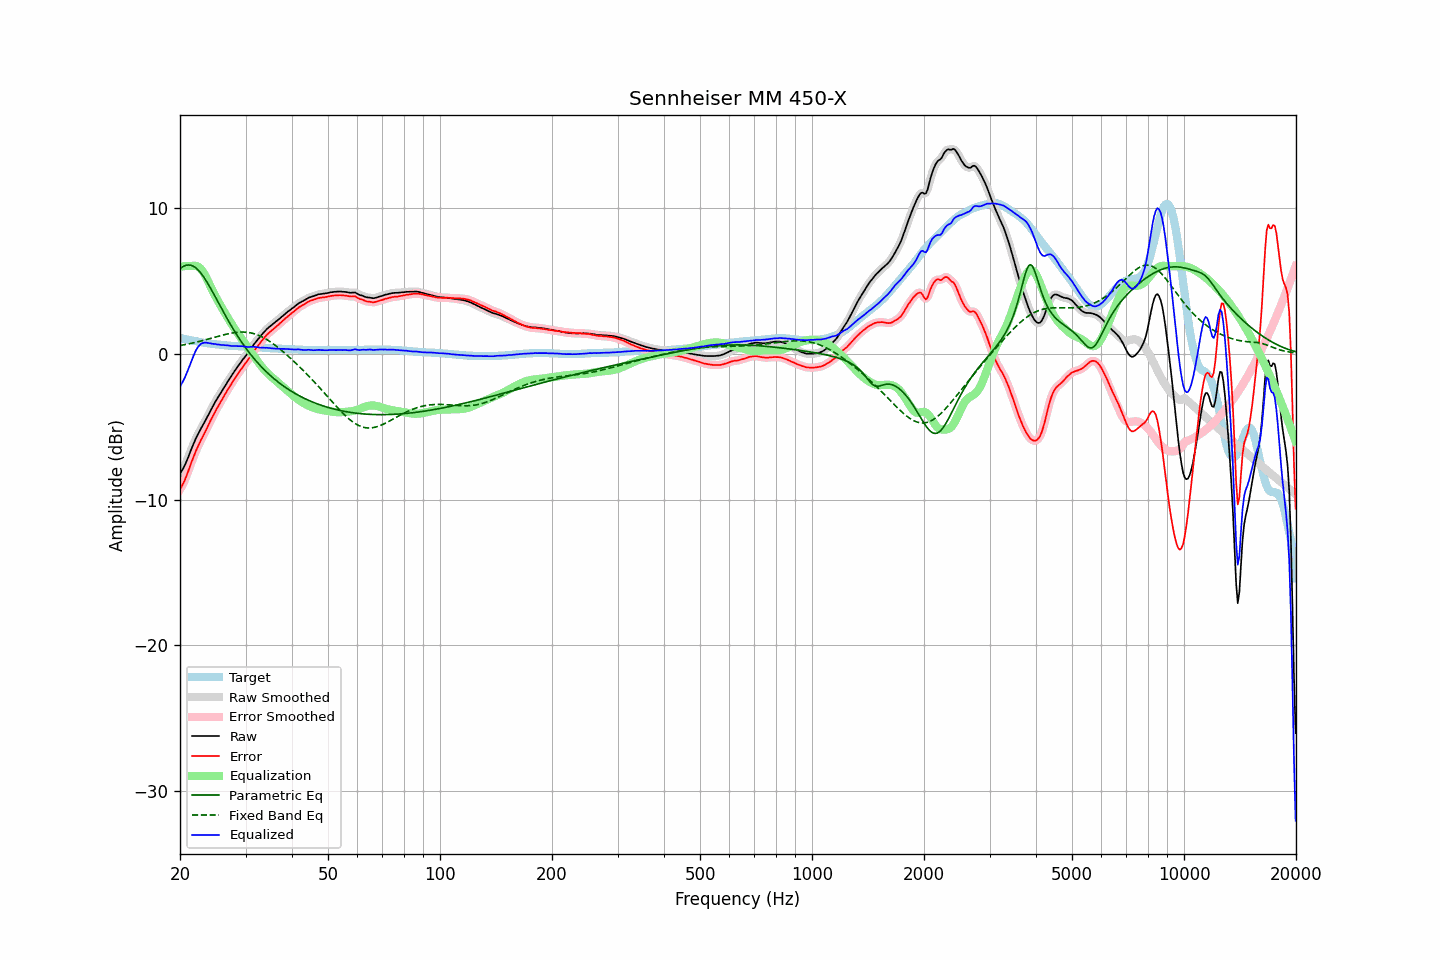 Sennheiser MM 450-X
Amplitude (dBr)
10
0
−10
−20
−30
Target
Raw Smoothed
Error Smoothed
Raw
Error
Equalization
Parametric Eq
Fixed Band Eq
Equalized
20 50 100 200 500 1000 2000 5000 10000 20000
Frequency (Hz)